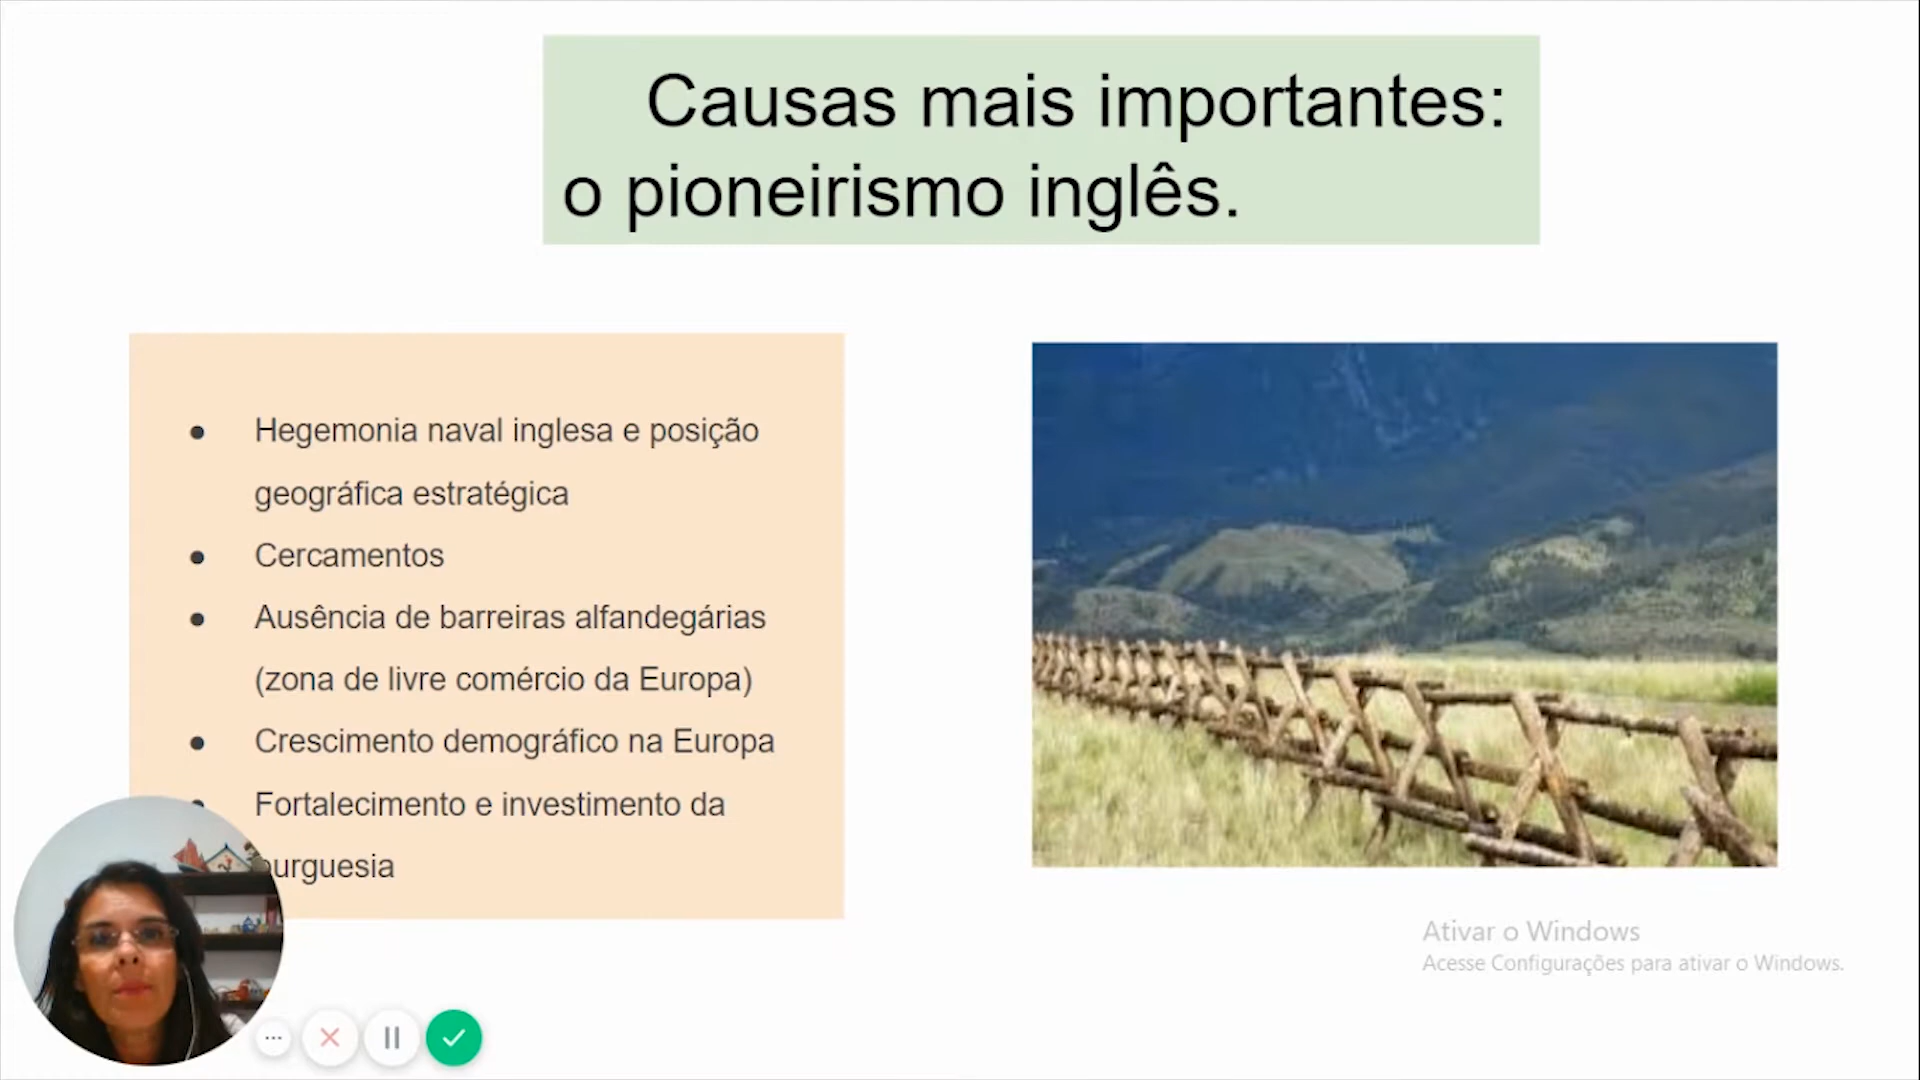 Causas mais importantes:
o pioneirismo inglês.
● Hegemonia naval inglesa e posição
geográfica estratégica
● Cercamentos
● Ausência de barreiras alfandegárias
(zona de livre comércio da Europa)
● Crescimento demográfico na Europa
● Fortalecimento e investimento da
burguesia
Ativar o Windows
Acesse Configurações para ativar o Windows.